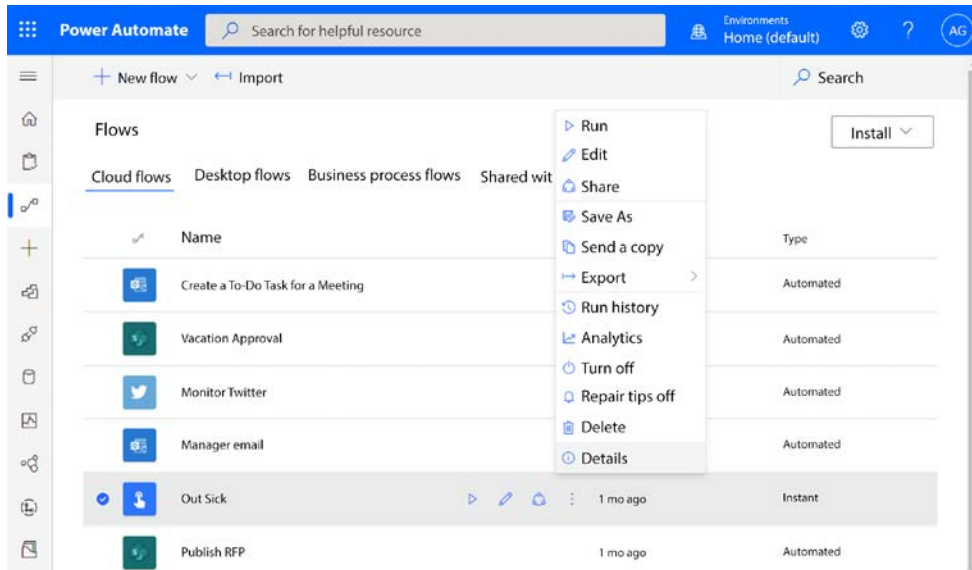 Power Automate
Search for helpful resource
Environments
Home (default)
?
AG
New flow
Import
Search
Flows
Install
Cloud flows
Desktop flows
Business process flows
Shared wit
Run
Edit
Share
Save As
Send a copy
Export
Run history
Analytics
Turn off
Repair tips off
Delete
Details
Name
Type
Create a To-Do Task for a Meeting
Automated
Vacation Approval
Automated
Monitor Twitter
Automated
Manager email
Automated
Out Sick
1 mo ago
Instant
Publish RFP
1 mo ago
Automated